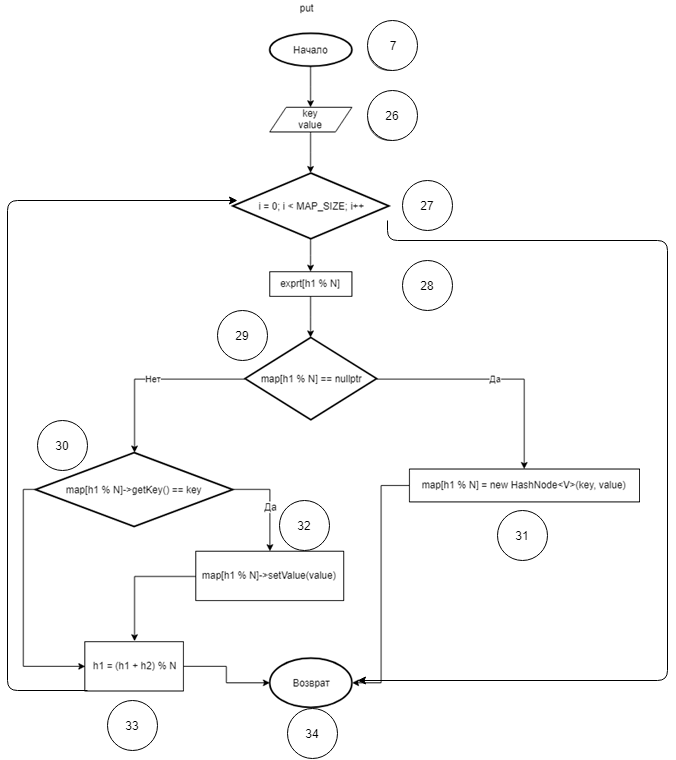 put
Начало
7
key
value
26
i = 0; i < MAP_SIZE; i++
27
exprt[h1 % N]
28
29
map[h1 % N] == nullptr
Нет
Да
30
map[h1 % N]->getKey() == key
map[h1 % N] = new HashNode<V>(key, value)
Да
32
31
map[h1 % N]->setValue(value)
h1 = (h1 + h2) % N
Возврат
33
34